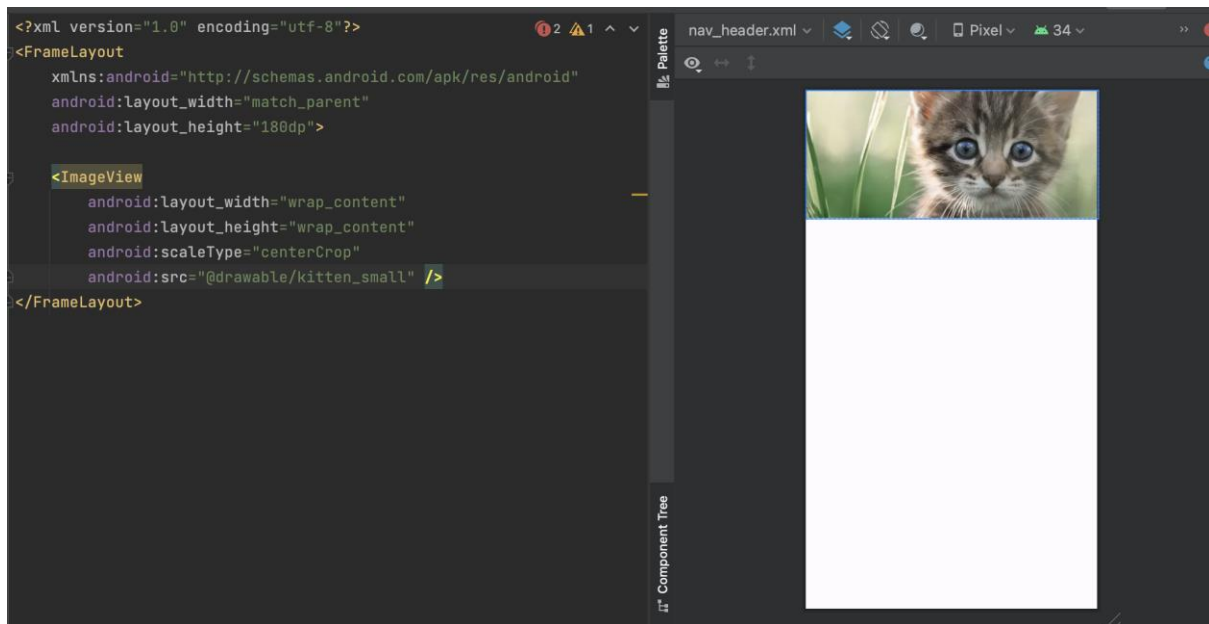 <?xml version="1.0" encoding="utf-8"?>
2 1
<FrameLayout
xmlns:android="http://schemas.android.com/apk/res/android"
android:layout_width="match_parent"
android:layout_height="180dp">
<ImageView
android:layout_width="wrap_content"
android:layout_height="wrap_content"
android:scaleType="centerCrop"
android:src="@drawable/kitten_small" />
</FrameLayout>
Palette
Component Tree
nav_header.xml Pixel 34